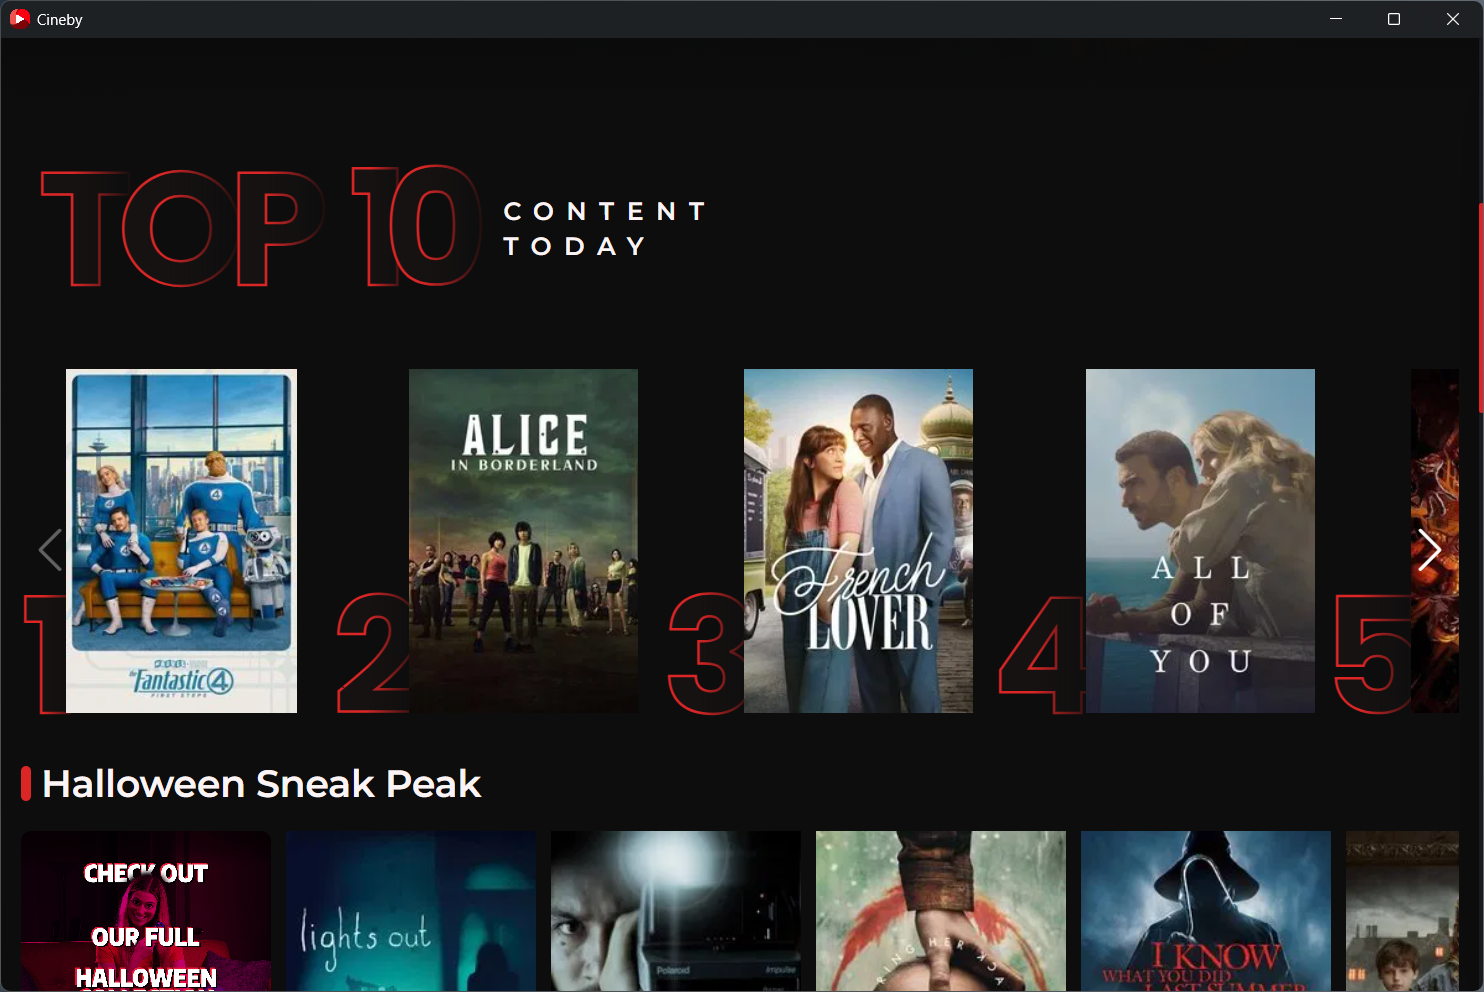 Cineby
TOP 10
CONTENT
TODAY
1
the Fantastic 4
FIRST STEPS
2
ALICE
IN BORDERLAND
3
French
LOVER
4
ALL
OF
YOU
5
Halloween Sneak Peak
CHECK OUT
OUR FULL
HALLOWEEN
lights out
Polaroid
Impulse
BRING HER BACK
I KNOW
WHAT YOU DID
LAST SUMMER